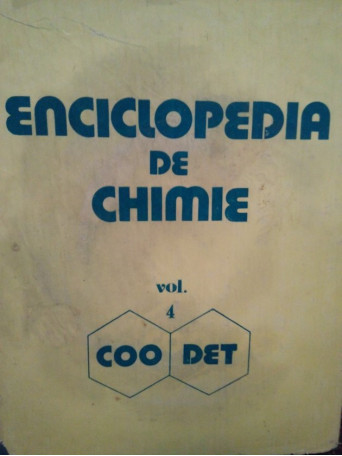 ENCICLOPEDIA
DE
CHIMIE
vol.
4
COO DET